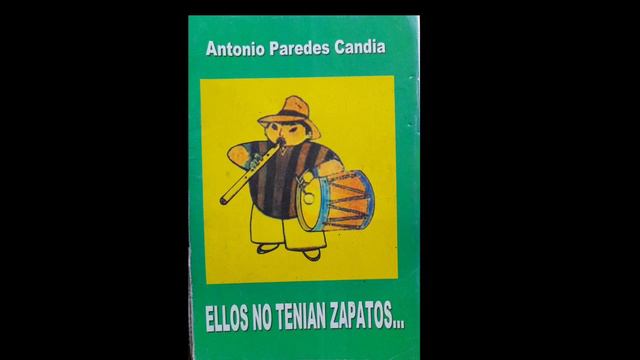 Antonio Paredes Candia
ELLOS NO TENIAN ZAPATOS...